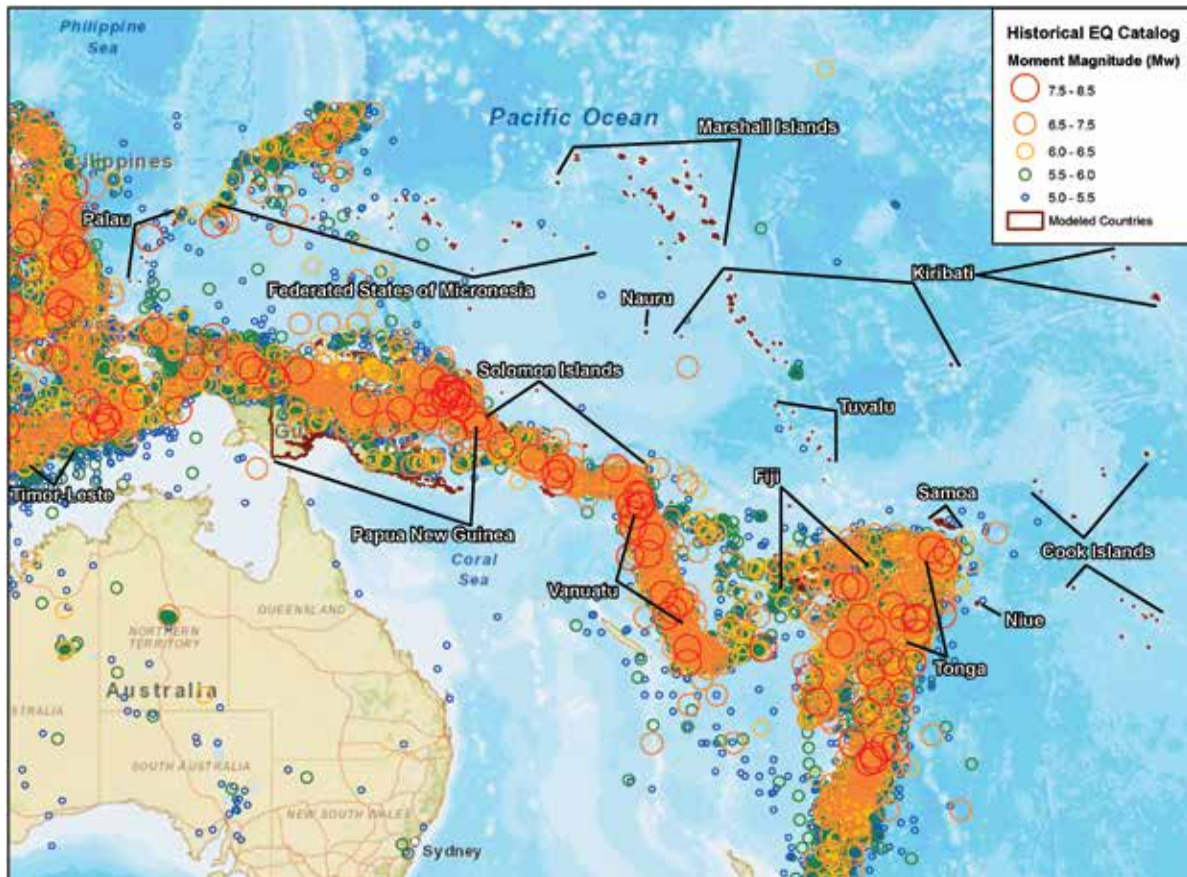 Philippine
Sea
Historical EQ Catalog
Moment Magnitude (Mw)
7.5 - 8.5
6.5 - 7.5
6.0 - 6.5
5.5 - 6.0
5.0 - 5.5
Modeled Countries
Pacific Ocean
Marshall Islands
ilippines
Palau
Federated States of Micronesia
Nauru
Kiribati
Solomon Islands
Tuvalu
Gu
Timor-Leste
Fiji
Samoa
Papua New Guinea
Coral
Sea
Cook Islands
Vanuatu
Niue
QUEENSLAND
NORTHERN
TERRITORY
Tonga
Australia
STRALIA
SOUTH AUSTRALIA
NEW SOUTH WALES
Sydney